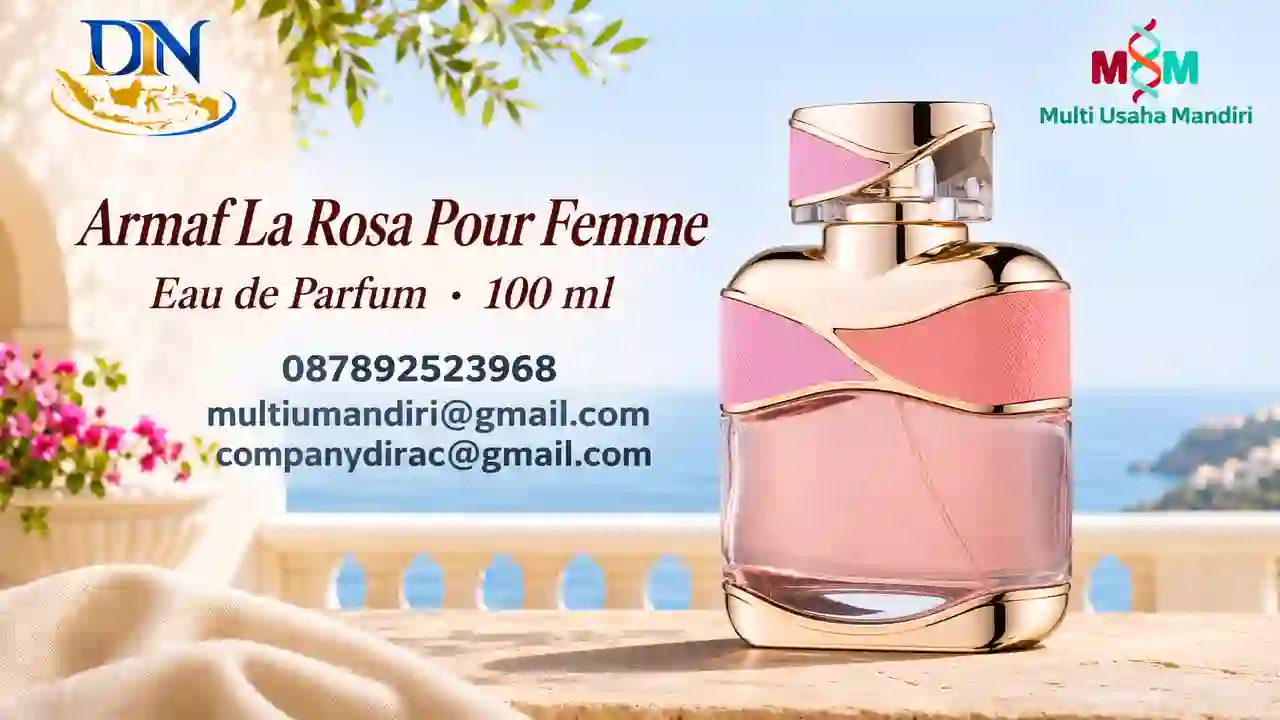 DN
MM
Multi Usaha Mandiri
Armaf La Rosa Pour Femme
Eau de Parfum • 100 ml
087892523968
multiumandiri@gmail.com
companydirac@gmail.com